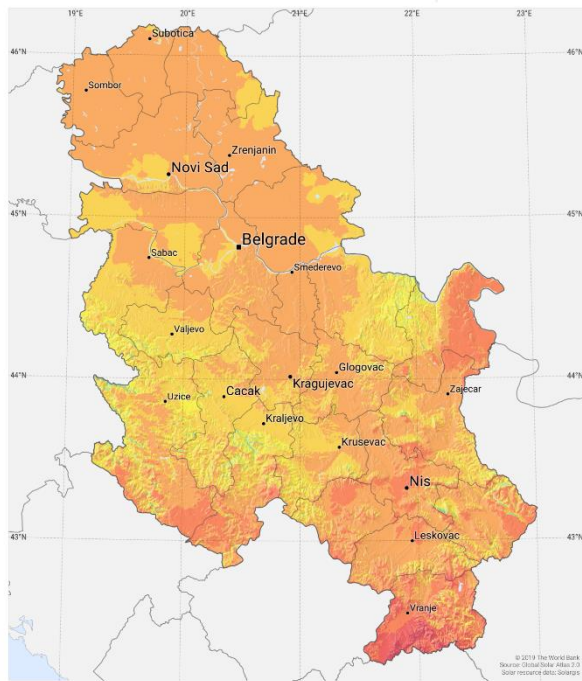 19°E 20°E 21°E 22°E 23°E
46°N 46°N
Subotica
Sombor
Zrenjanin
Novi Sad
45°N 45°N
Belgrade
Sabac
Smederevo
Valjevo
44°N 44°N
Glogovac
Kragujevac
Zajecar
Uzice
Cacak
Kraljevo
Krusevac
Nis
43°N 43°N
Leskovac
Vranje
© 2019 The World Bank
Source: Global Solar Atlas 2.0
Solar resource data: Solargis